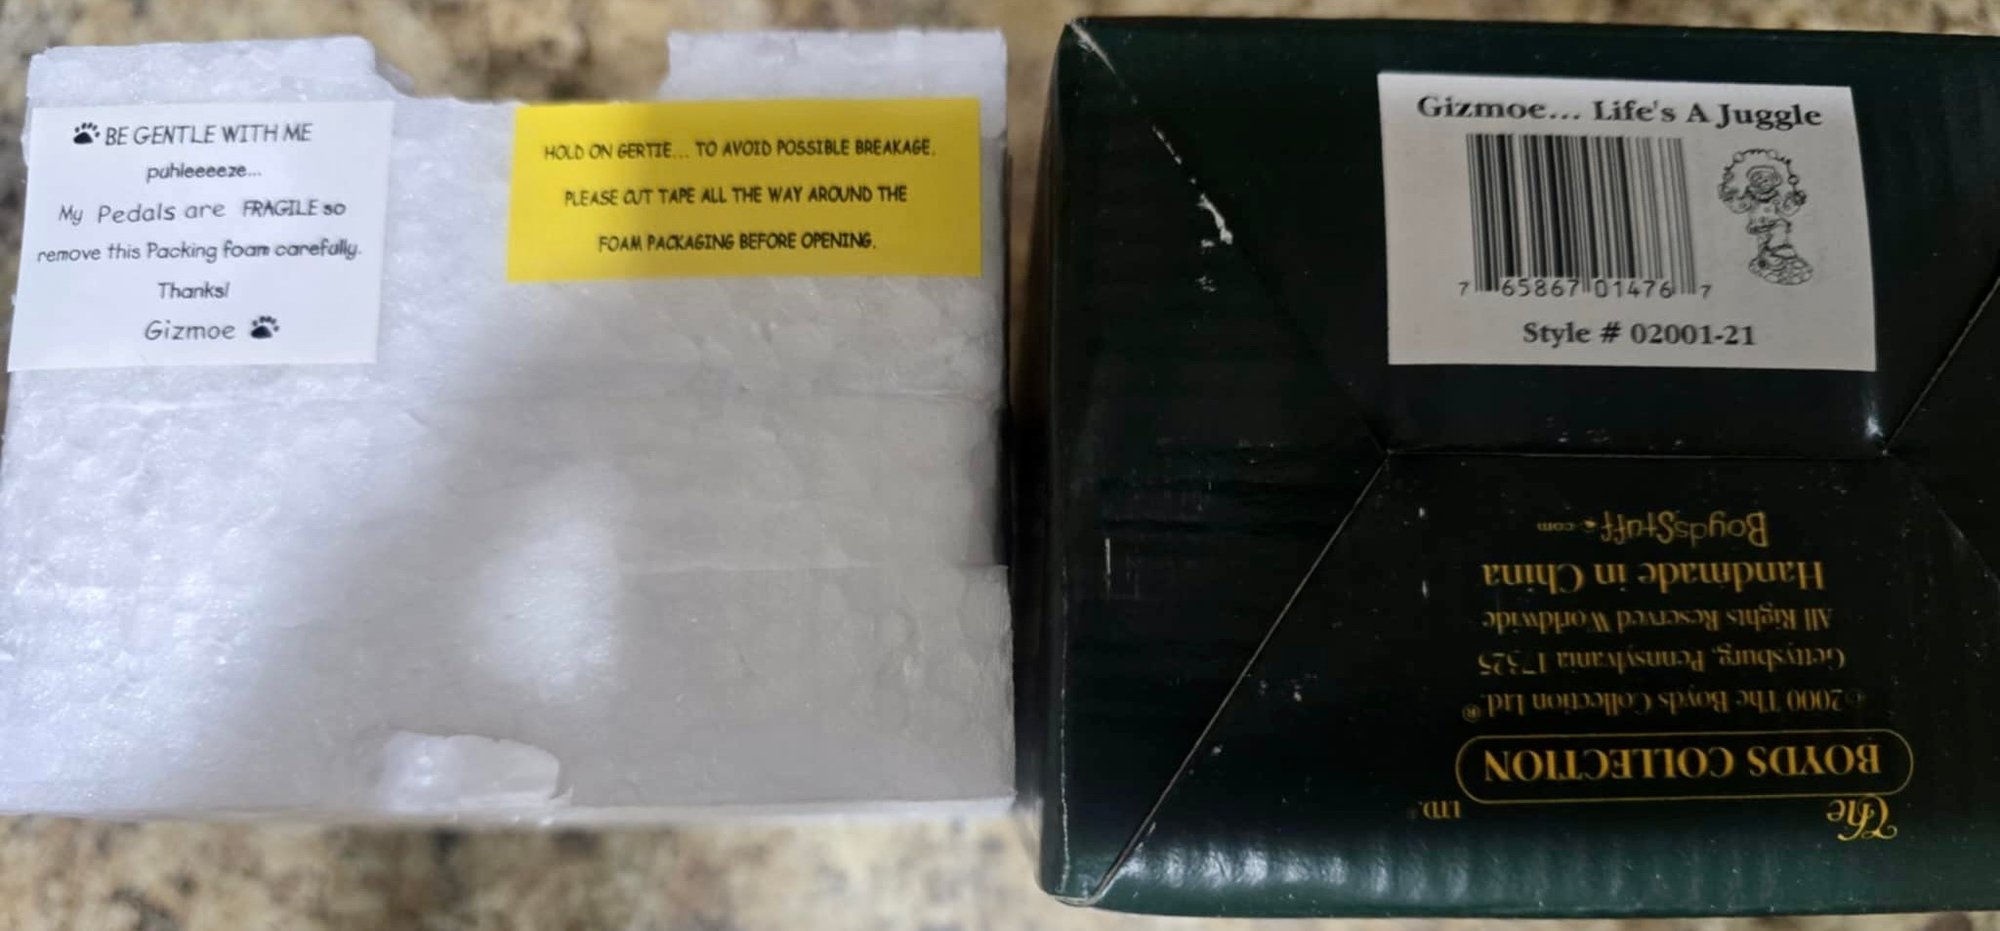 BE GENTLE WITH ME
puhleeeeze...
My Pedals are FRAGILE so
remove this Packing foam carefully.
Thanks!
Gizmoe
HOLD ON GERTIE... TO AVOID POSSIBLE BREAKAGE,
PLEASE CUT TAPE ALL THE WAY AROUND THE
FOAM PACKAGING BEFORE OPENING.
Gizmoe... Life's A Juggle
7 65867 01476 7
Style # 02001-21
The
BOYDS COLLECTION
LTD.
©2000 The Boyds Collection Ltd.®
Gettysburg, Pennsylvania 17325
All Rights Reserved Worldwide
Handmade in China
BoydsStuff.com